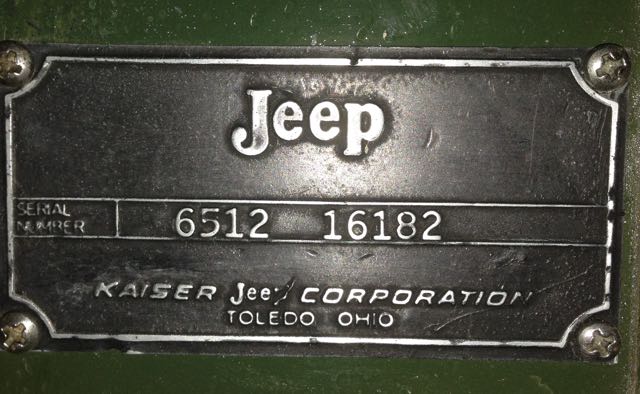 Jeep
SERIAL
NUMBER
6512 16182
KAISER Jeep CORPORATION
TOLEDO OHIO